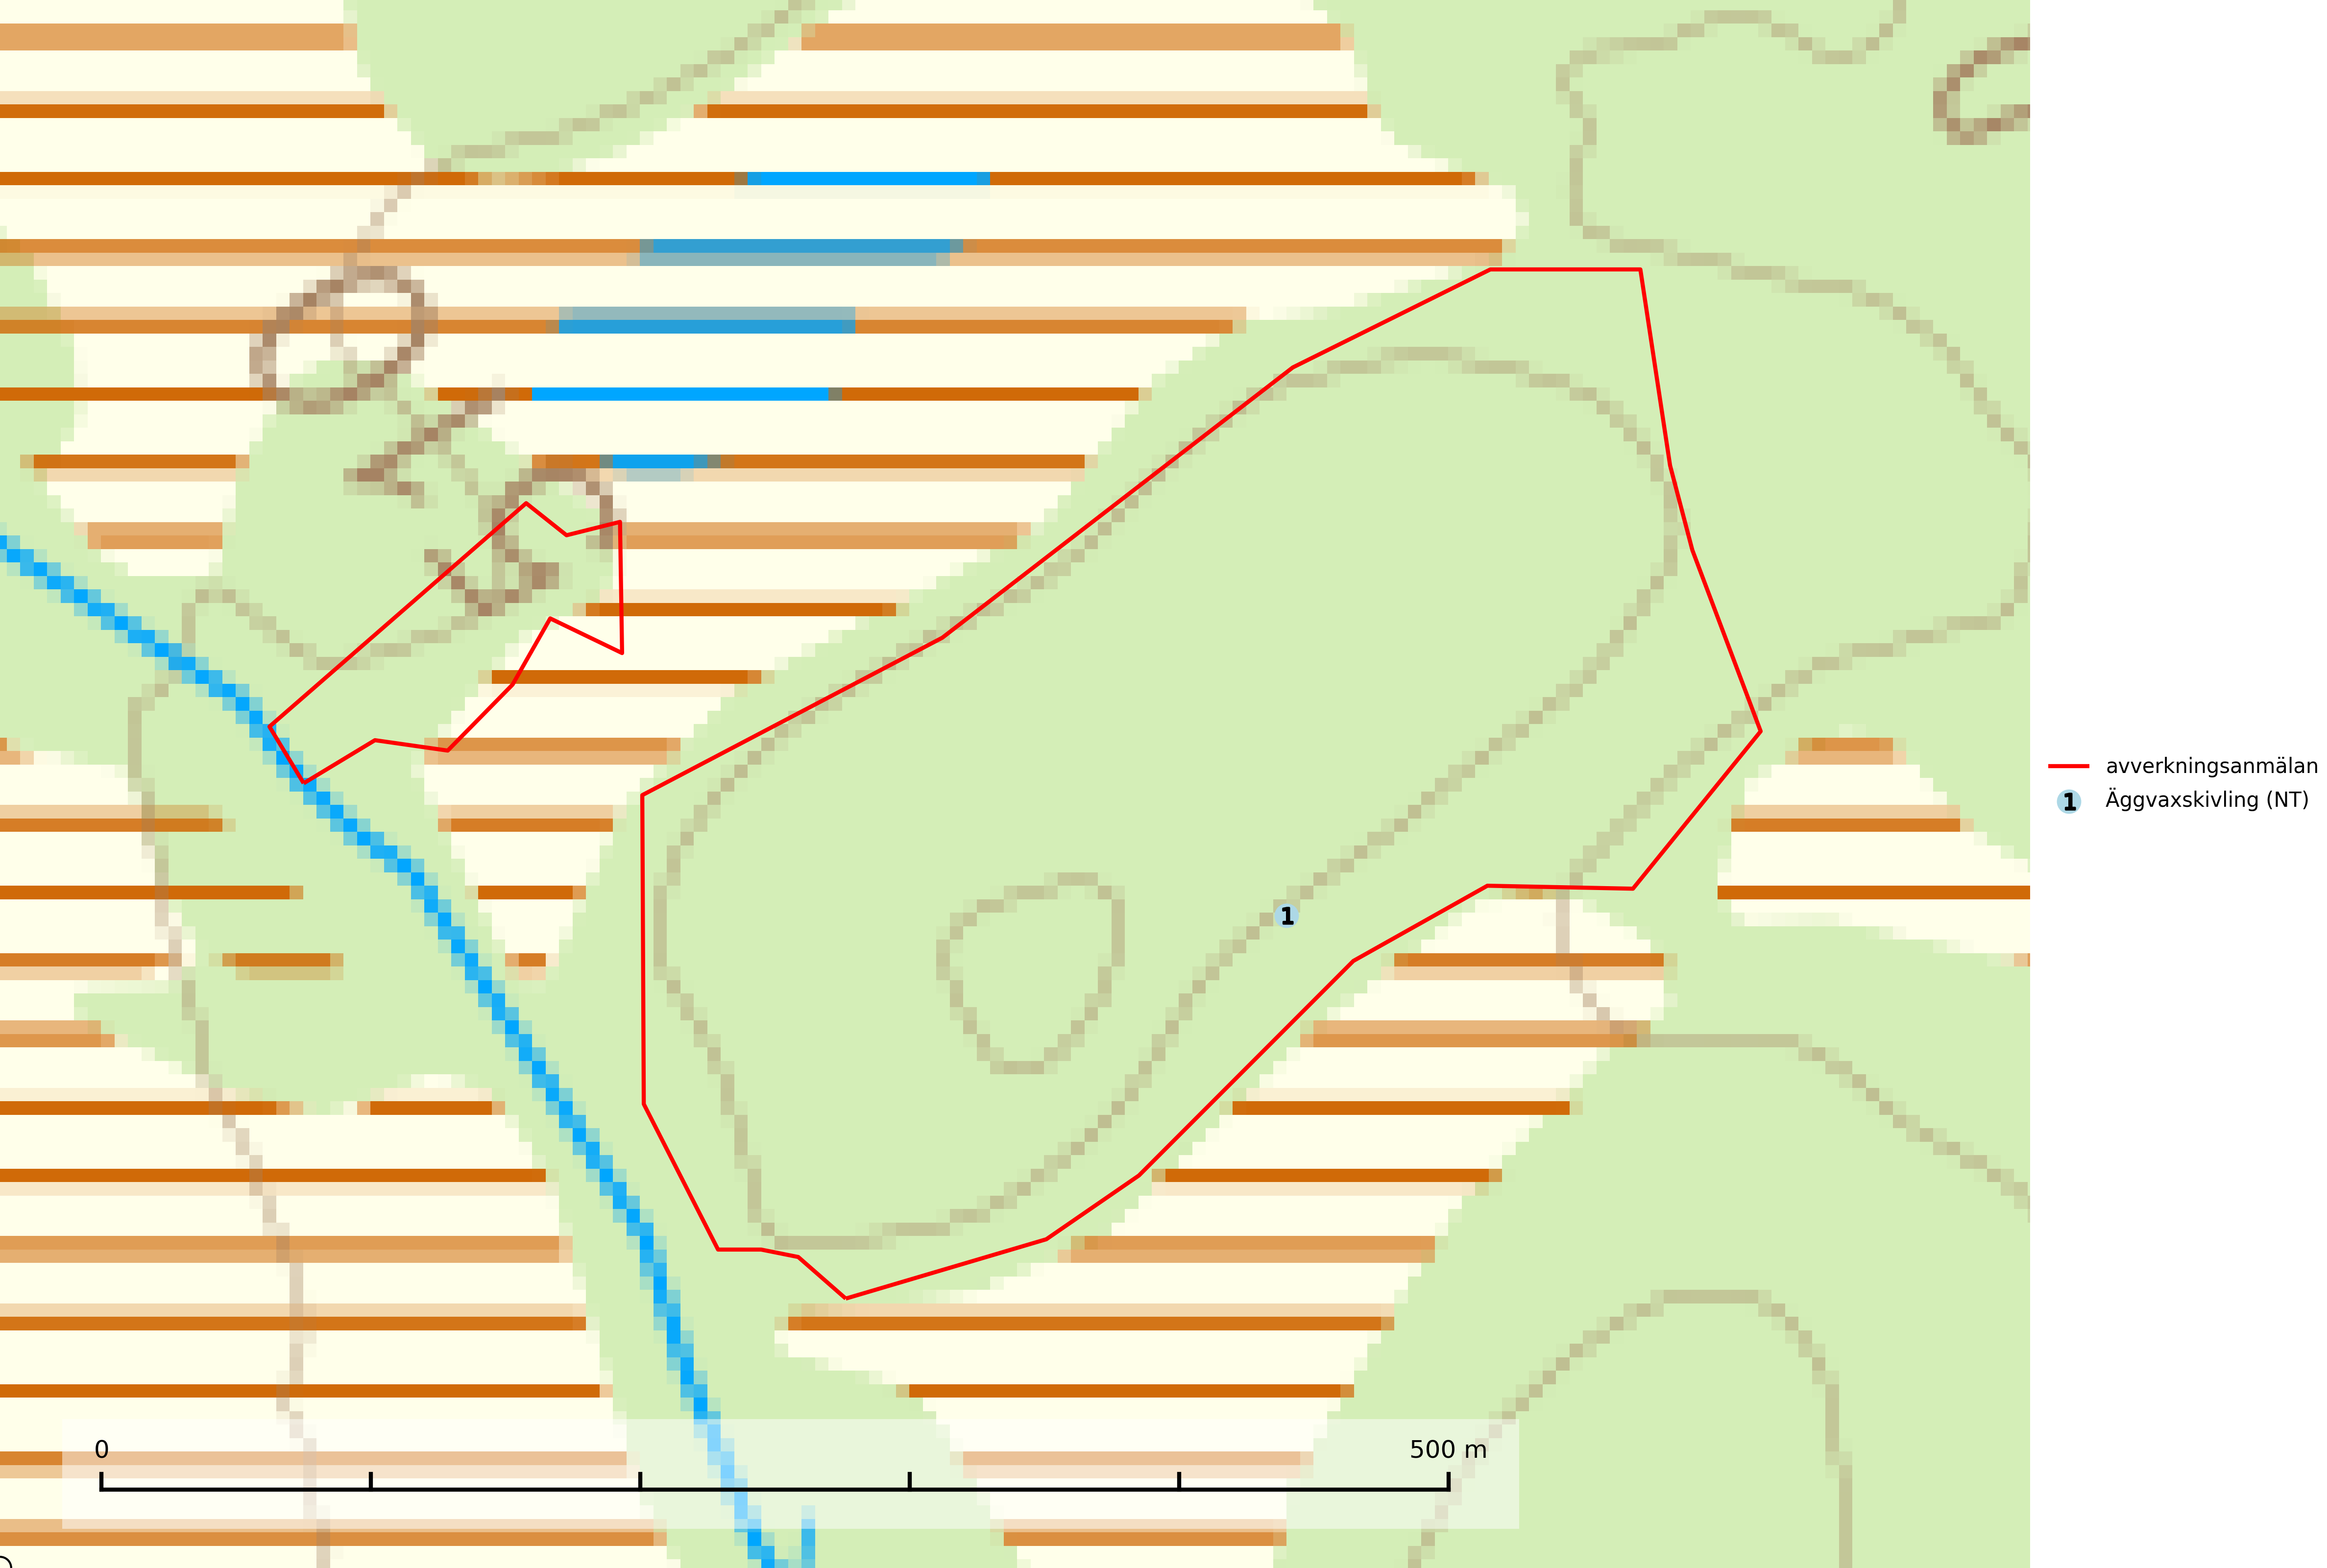 avverkningsanmälan
1 Äggvaxskivling (NT)
1
0 500 m